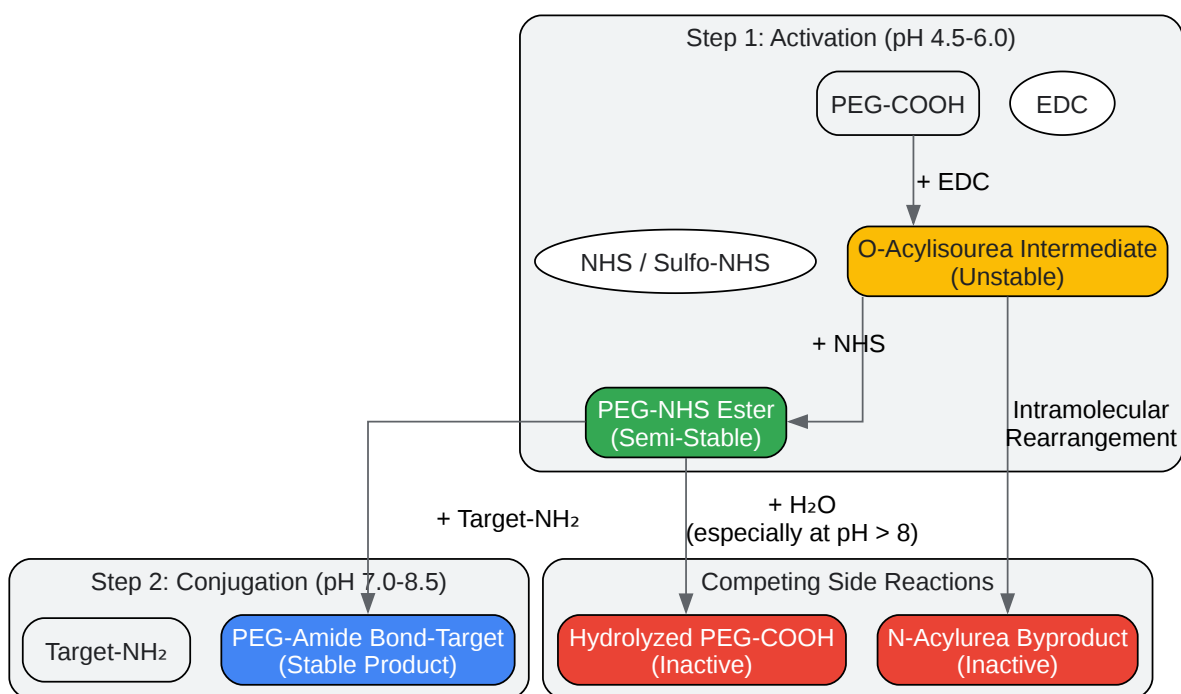 Step 1: Activation (pH 4.5-6.0)
PEG-COOH
EDC
+ EDC
NHS / Sulfo-NHS
O-Acylisourea Intermediate
(Unstable)
+ NHS
PEG-NHS Ester
(Semi-Stable)
Intramolecular
Rearrangement
+ Target-NH₂
+ H₂O
(especially at pH > 8)
Step 2: Conjugation (pH 7.0-8.5)
Target-NH₂
PEG-Amide Bond-Target
(Stable Product)
Competing Side Reactions
Hydrolyzed PEG-COOH
(Inactive)
N-Acylurea Byproduct
(Inactive)